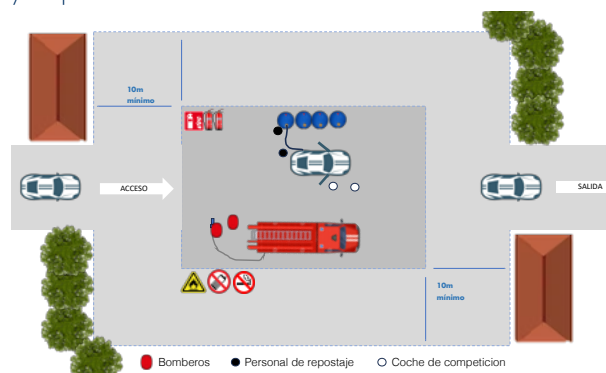 10m
mínimo
ACCESO
SALIDA
10m
mínimo
Bomberos
Personal de repostaje
Coche de competicion